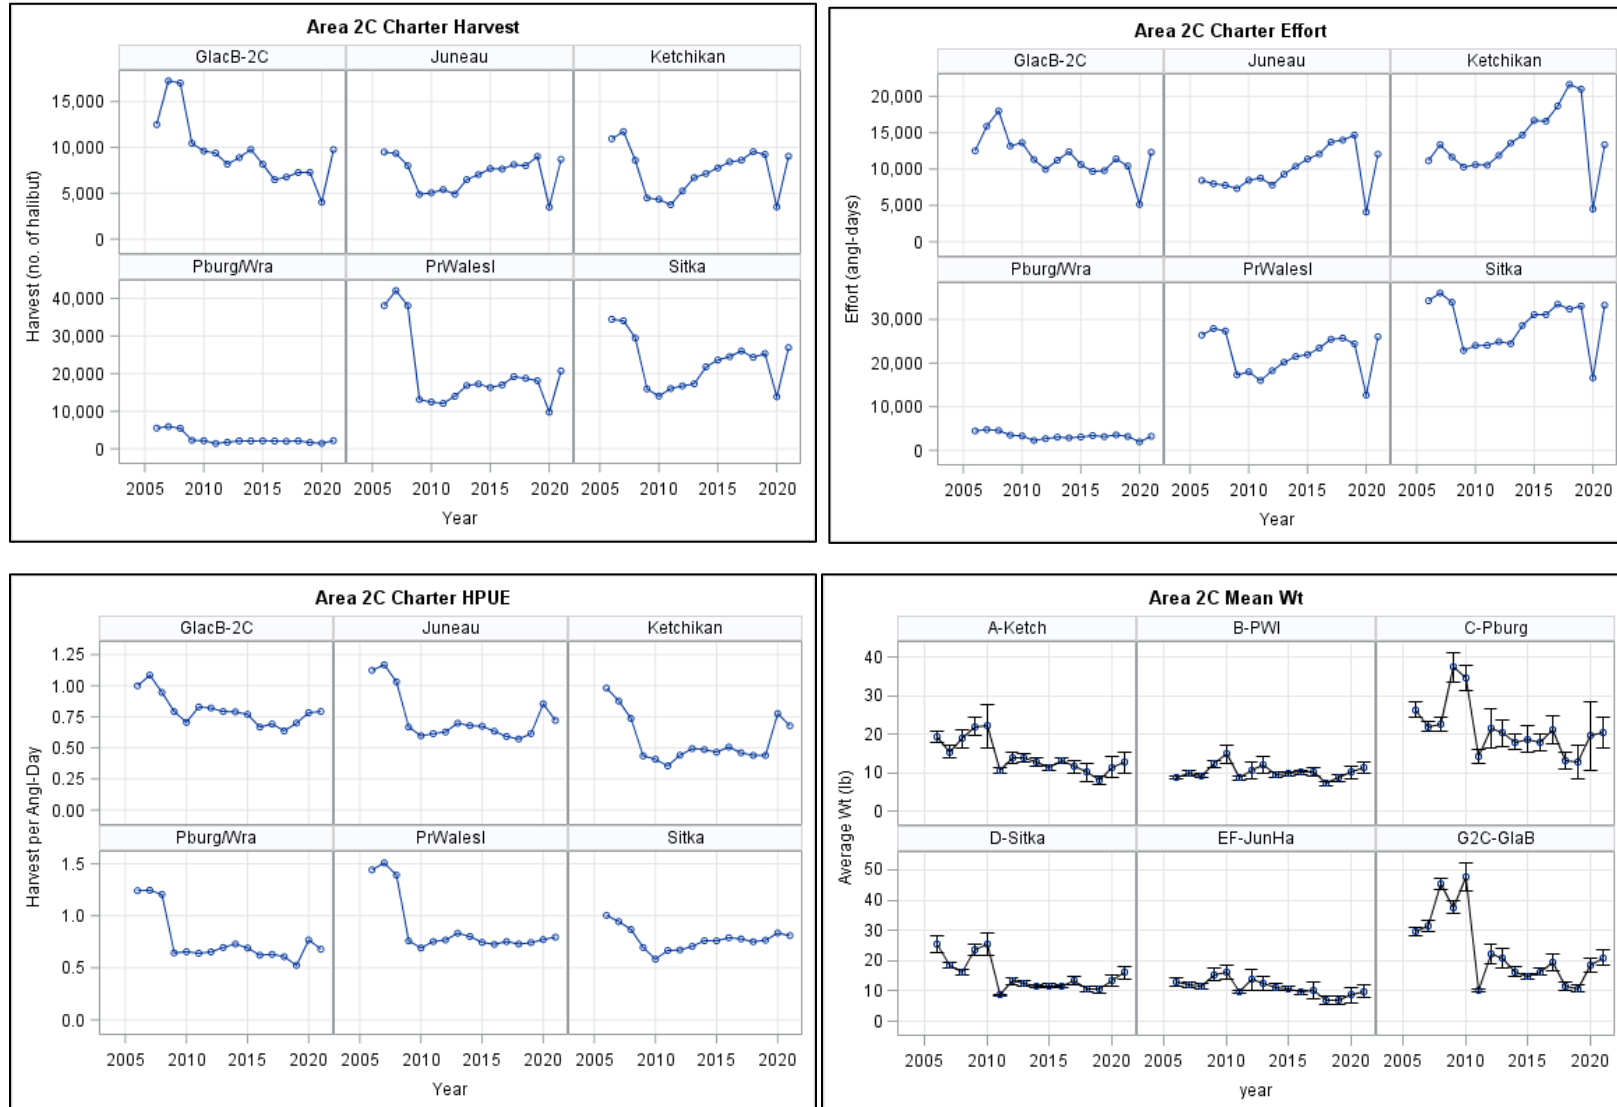 Area 2C Charter Harvest
GlacB-2C Juneau Ketchikan
15,000
10,000
5,000
0
Pburg/Wra PrWalesI Sitka
40,000
30,000
20,000
10,000
0
Harvest (no. of halibut)
2005 2010 2015 2020 2005 2010 2015 2020 2005 2010 2015 2020
Year
Area 2C Charter Effort
GlacB-2C Juneau Ketchikan
20,000
15,000
10,000
5,000
0
Pburg/Wra PrWalesI Sitka
30,000
20,000
10,000
0
Effort (angl-days)
2005 2010 2015 2020 2005 2010 2015 2020 2005 2010 2015 2020
Year
Area 2C Charter HPUE
GlacB-2C Juneau Ketchikan
1.25
1.00
0.75
0.50
0.25
0.00
Pburg/Wra PrWalesI Sitka
1.5
1.0
0.5
0.0
Harvest per Angl-Day
2005 2010 2015 2020 2005 2010 2015 2020 2005 2010 2015 2020
Year
Area 2C Mean Wt
A-Ketch B-PWI C-Pburg
40
30
20
10
0
D-Sitka EF-JunHa G2C-GlaB
50
40
30
20
10
0
Average Wt (lb)
2005 2010 2015 2020 2005 2010 2015 2020 2005 2010 2015 2020
year